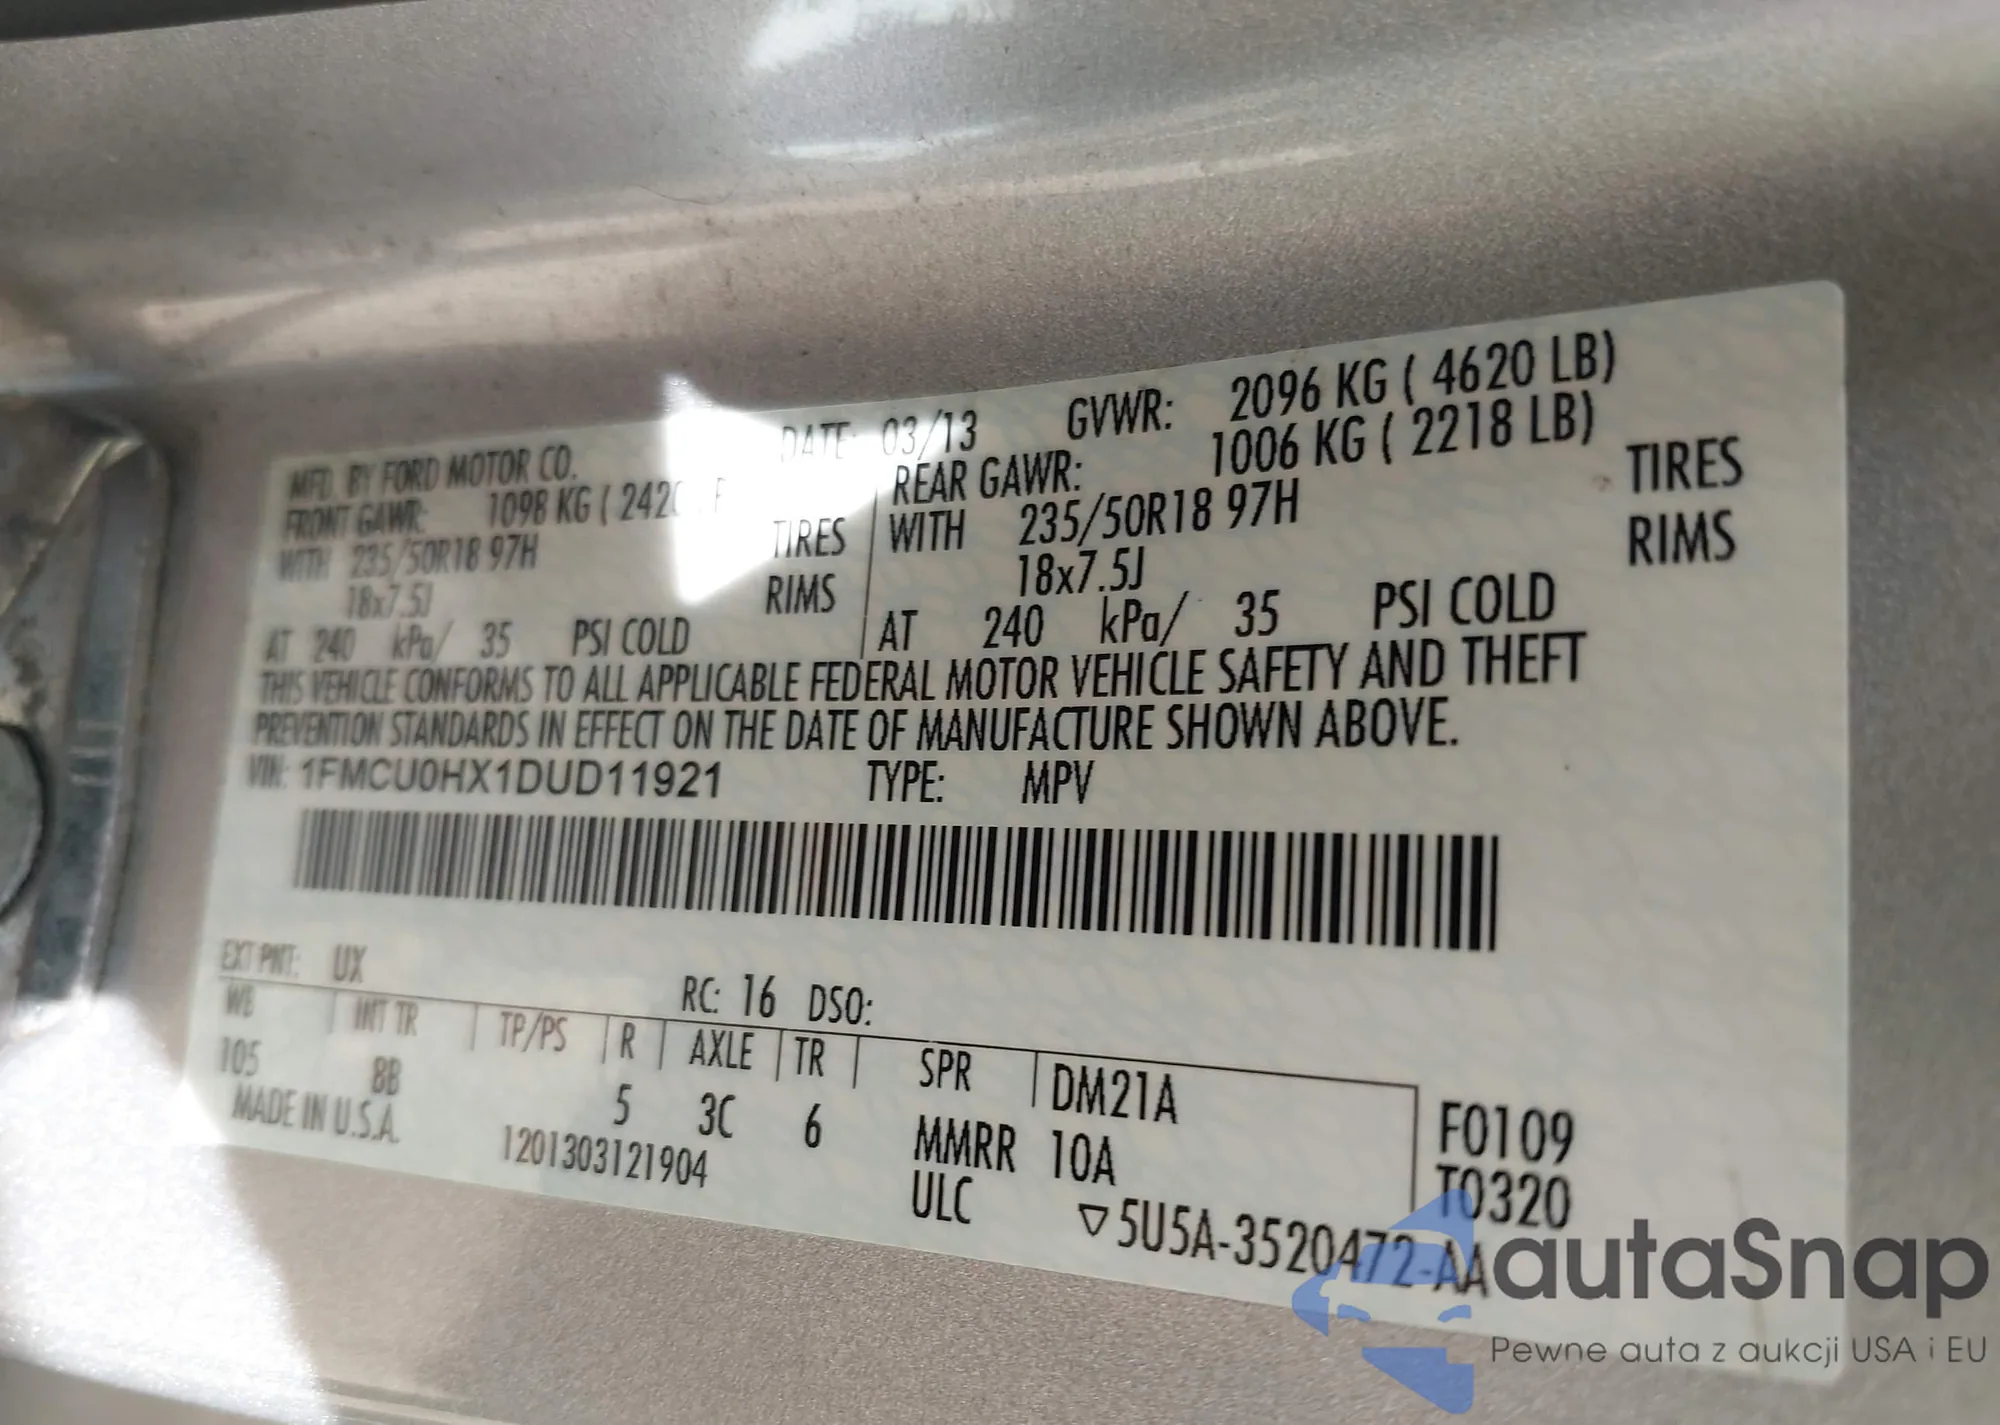 MFD. BY FORD MOTOR CO. DATE: 03/13 GVWR: 2096 KG ( 4620 LB)
FRONT GAWR: 1098 KG ( 242 REAR GAWR: 1006 KG ( 2218 LB)
WITH 235/50R18 97H TIRES WITH 235/50R18 97H TIRES
18x7.5J RIMS 18x7.5J RIMS
AT 240 kPa/ 35 PSI COLD AT 240 kPa/ 35 PSI COLD
THIS VEHICLE CONFORMS TO ALL APPLICABLE FEDERAL MOTOR VEHICLE SAFETY AND THEFT
PREVENTION STANDARDS IN EFFECT ON THE DATE OF MANUFACTURE SHOWN ABOVE.
VIN: 1FMCU0HX1DUD11921 TYPE: MPV
EXT PNT: UX RC: 16 DSO:
WB INT TR TP/PS R AXLE TR SPR DM21A F0109
105 8B 5 3C 6 MMRR 10A T0320
MADE IN U.S.A. 1201303121904 ULC ▽5U5A-3520472-AA
autaSnap
Pewne auta z aukcji USA i EU